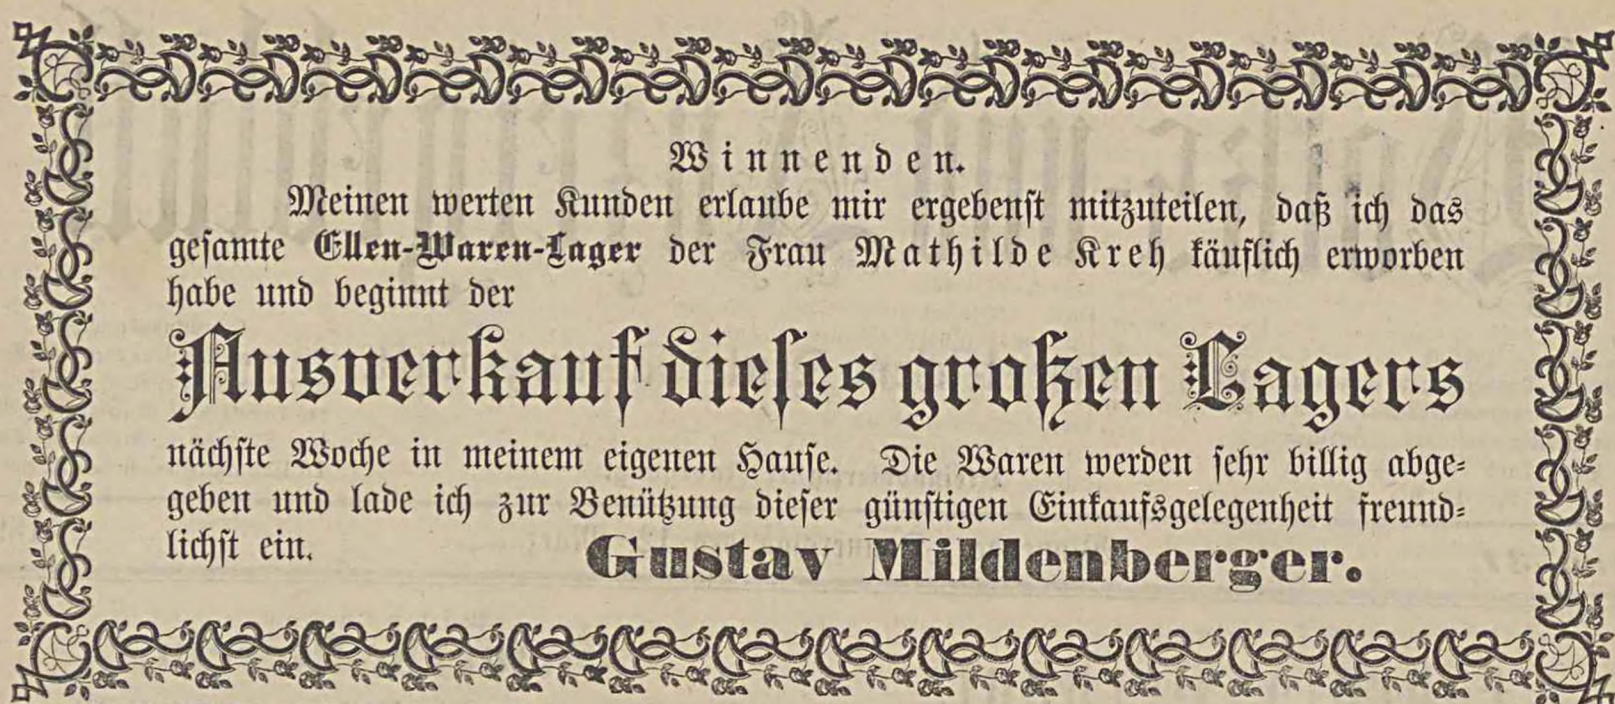 Winnenden.
Meinen werten Kunden erlaube mir ergebenst mitzuteilen, daß ich das
gesamte Ellen-Waren-Lager der Frau Mathilde Kreh käuflich erworben
habe und beginnt der
Ausverkauf dieses großen Lagers
nächste Woche in meinem eigenen Hause. Die Waren werden sehr billig abge-
geben und lade ich zur Benützung dieser günstigen Einkaufsgelegenheit freund-
lichst ein.
Gustav Mildenberger.